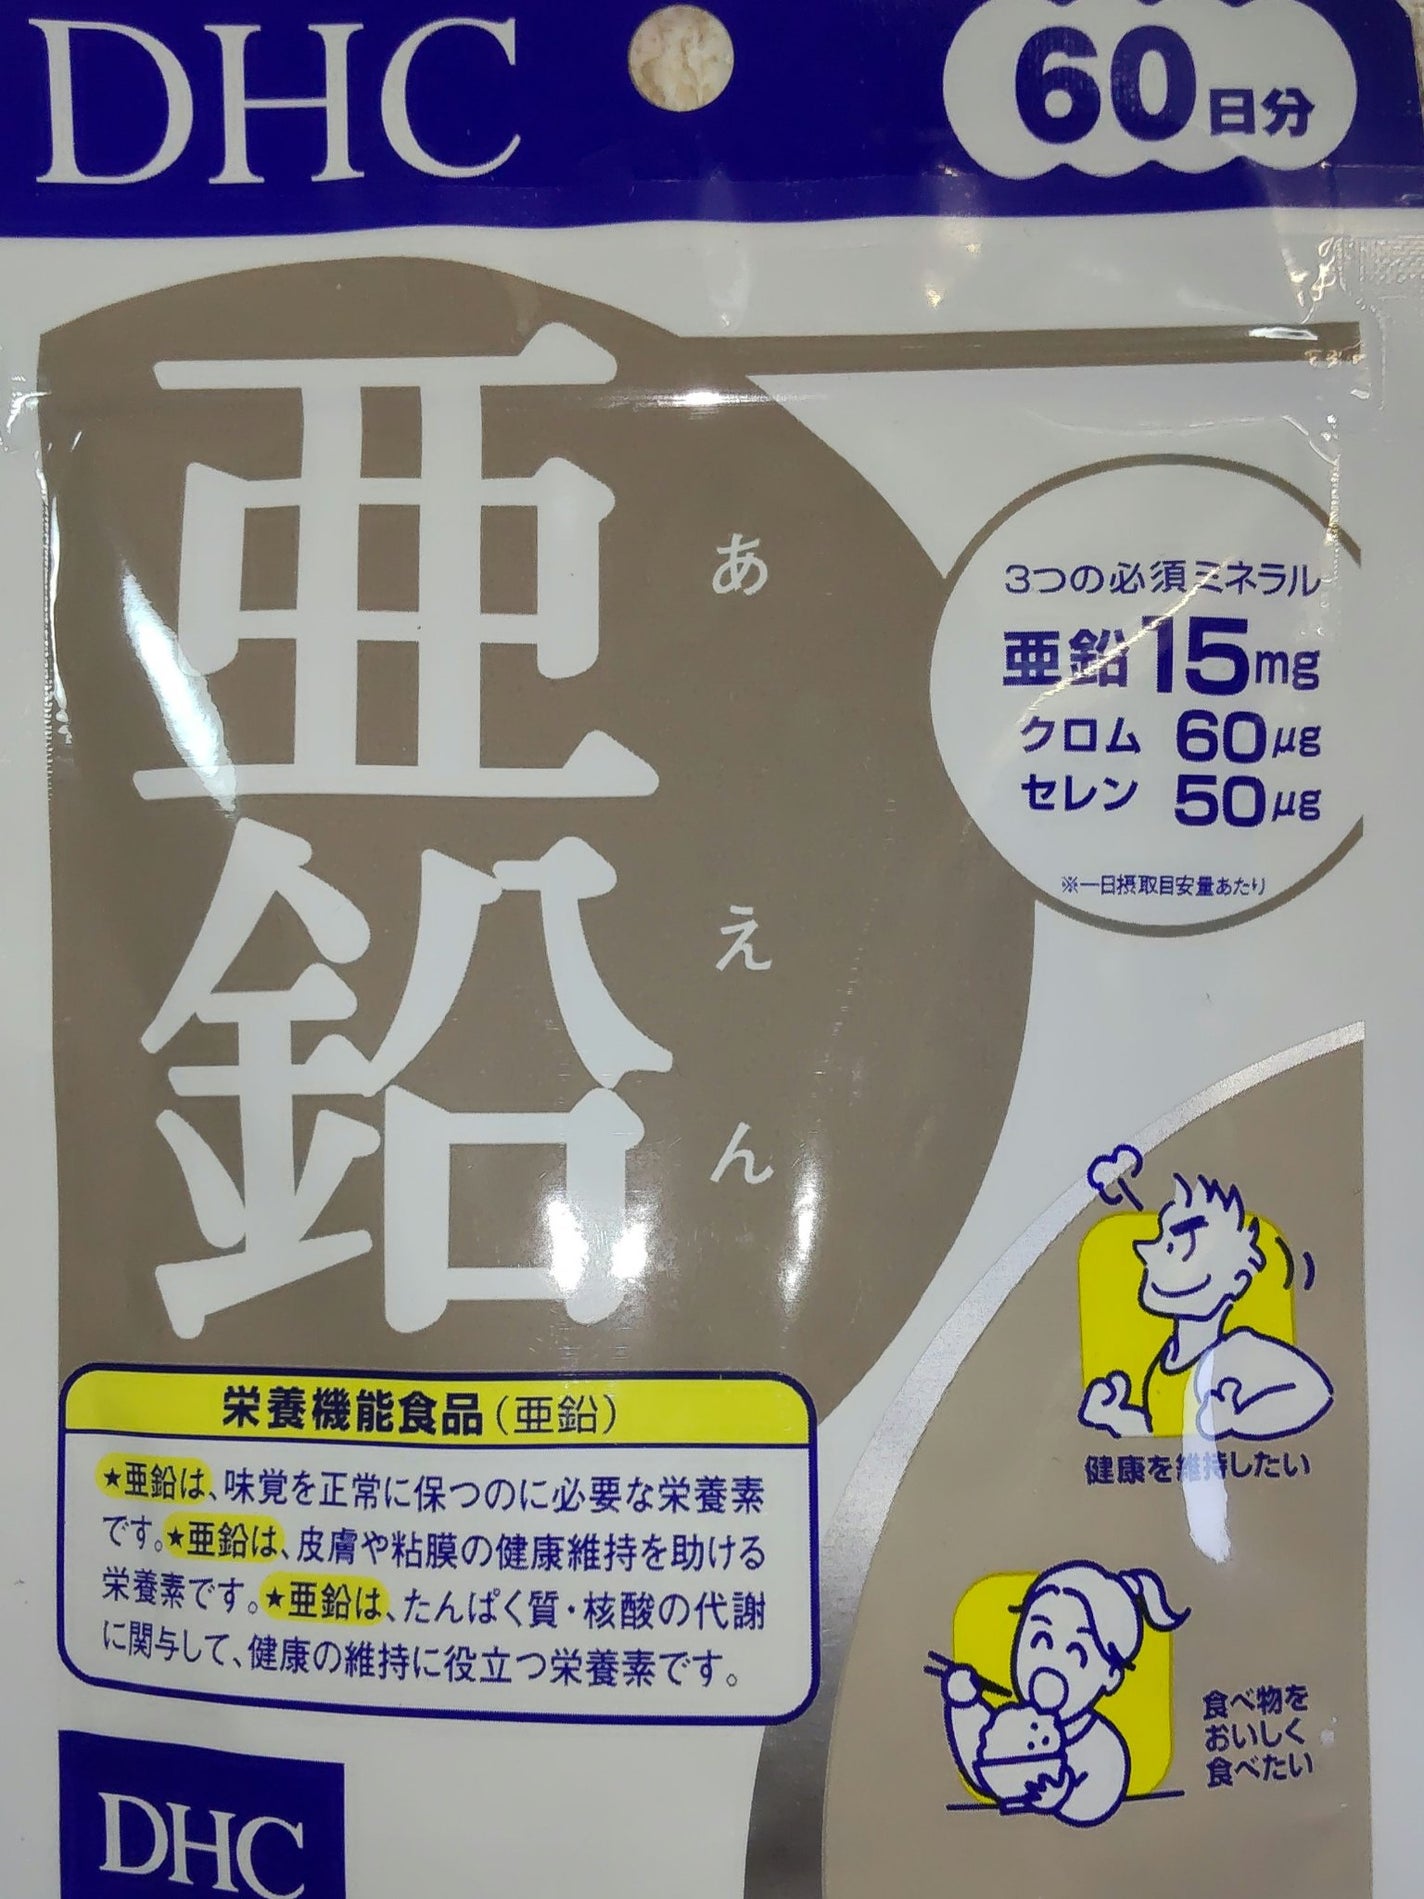 DHC
60日分
亜鉛
あえん
3つの必須ミネラル
亜鉛15mg
クロム 60μg
セレン 50μg
※一日摂取目安量あたり
栄養機能食品(亜鉛)
★亜鉛は、味覚を正常に保つのに必要な栄養素
です。★亜鉛は、皮膚や粘膜の健康維持を助ける
栄養素です。★亜鉛は、たんぱく質・核酸の代謝
に関与して、健康の維持に役立つ栄養素です。
健康を維持したい
食べ物を
おいしく
食べたい
DHC